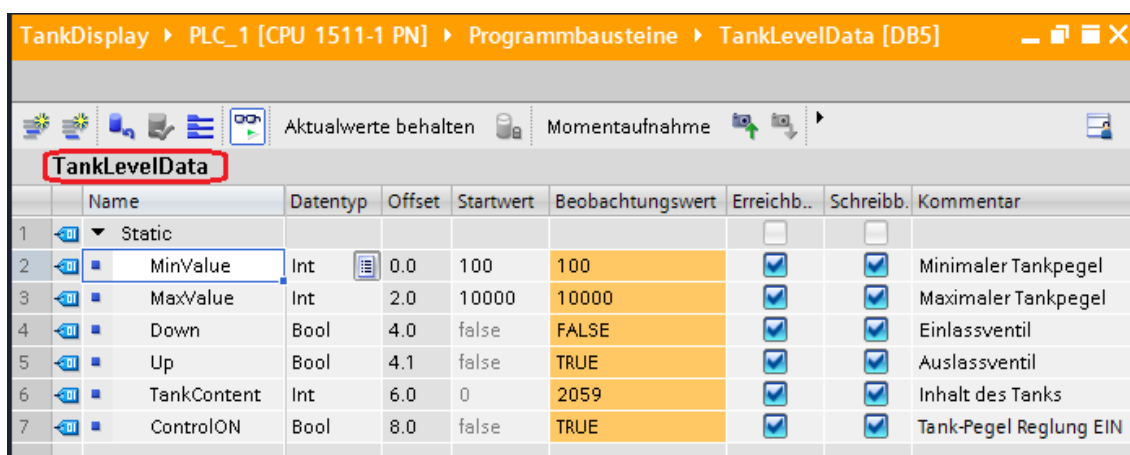 TankDisplay ▸ PLC_1 [CPU 1511-1 PN] ▸ Programmbausteine ▸ TankLevelData [DB5]
Aktualwerte behalten Momentaufnahme
TankLevelData
Name Datentyp Offset Startwert Beobachtungswert Erreichb... Schreibb. Kommentar
1 Static
2 MinValue Int 0.0 100 100 Minimaler Tankpegel
3 MaxValue Int 2.0 10000 10000 Maximaler Tankpegel
4 Down Bool 4.0 false FALSE Einlassventil
5 Up Bool 4.1 false TRUE Auslassventil
6 TankContent Int 6.0 0 2059 Inhalt des Tanks
7 ControlON Bool 8.0 false TRUE Tank-Pegel Reglung EIN